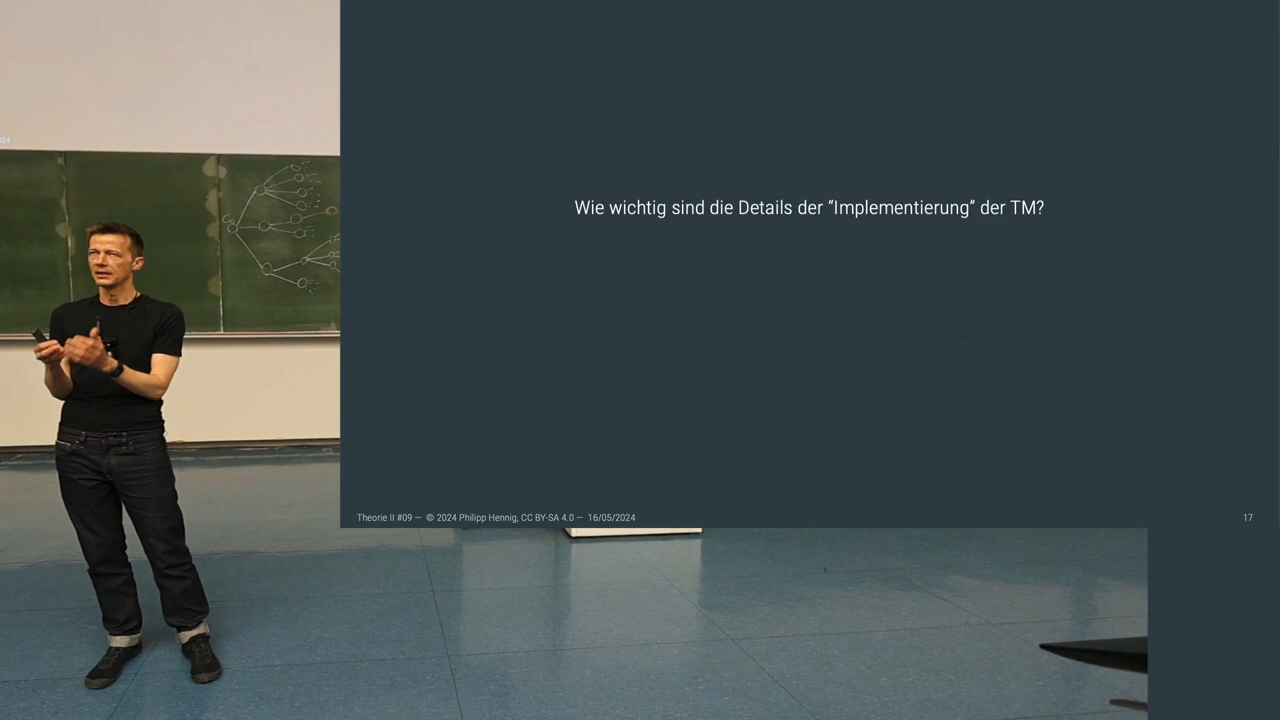 Wie wichtig sind die Details der “Implementierung” der TM?
Theorie II #09 — © 2024 Philipp Hennig, CC BY-SA 4.0 — 16/05/2024
17